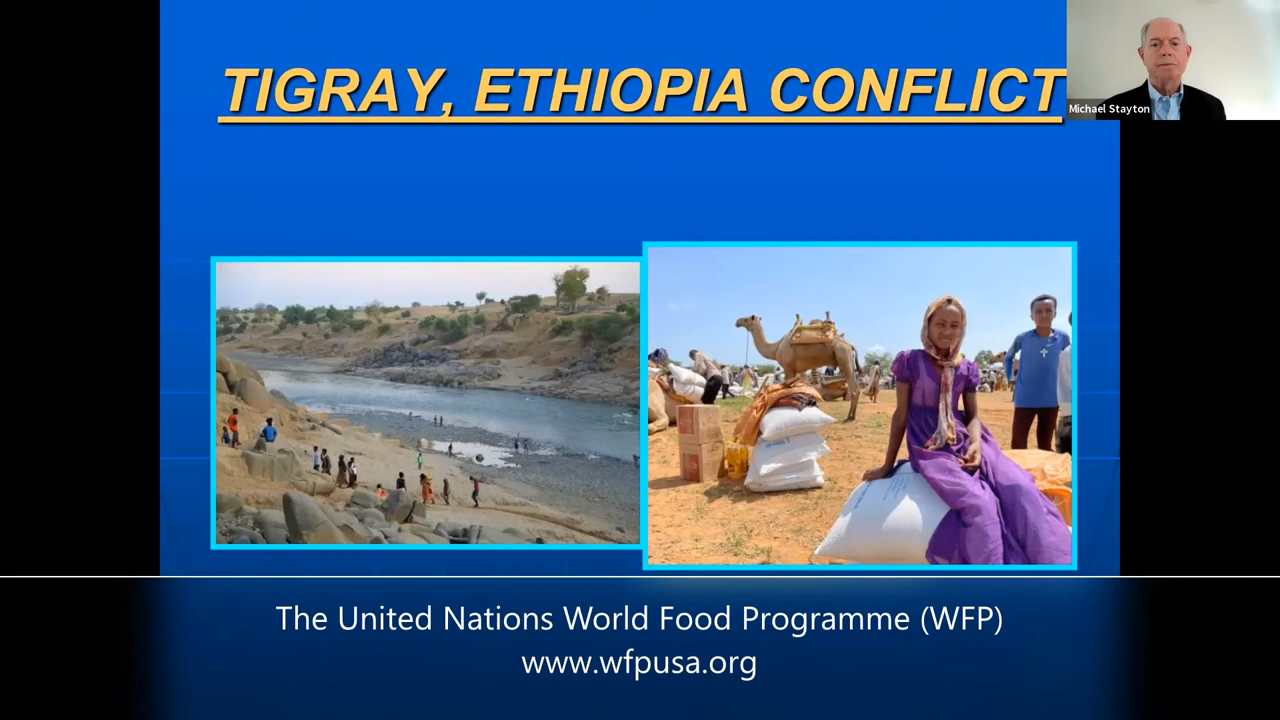 TIGRAY, ETHIOPIA CONFLICT
Michael Stayton
The United Nations World Food Programme (WFP)
www.wfpusa.org